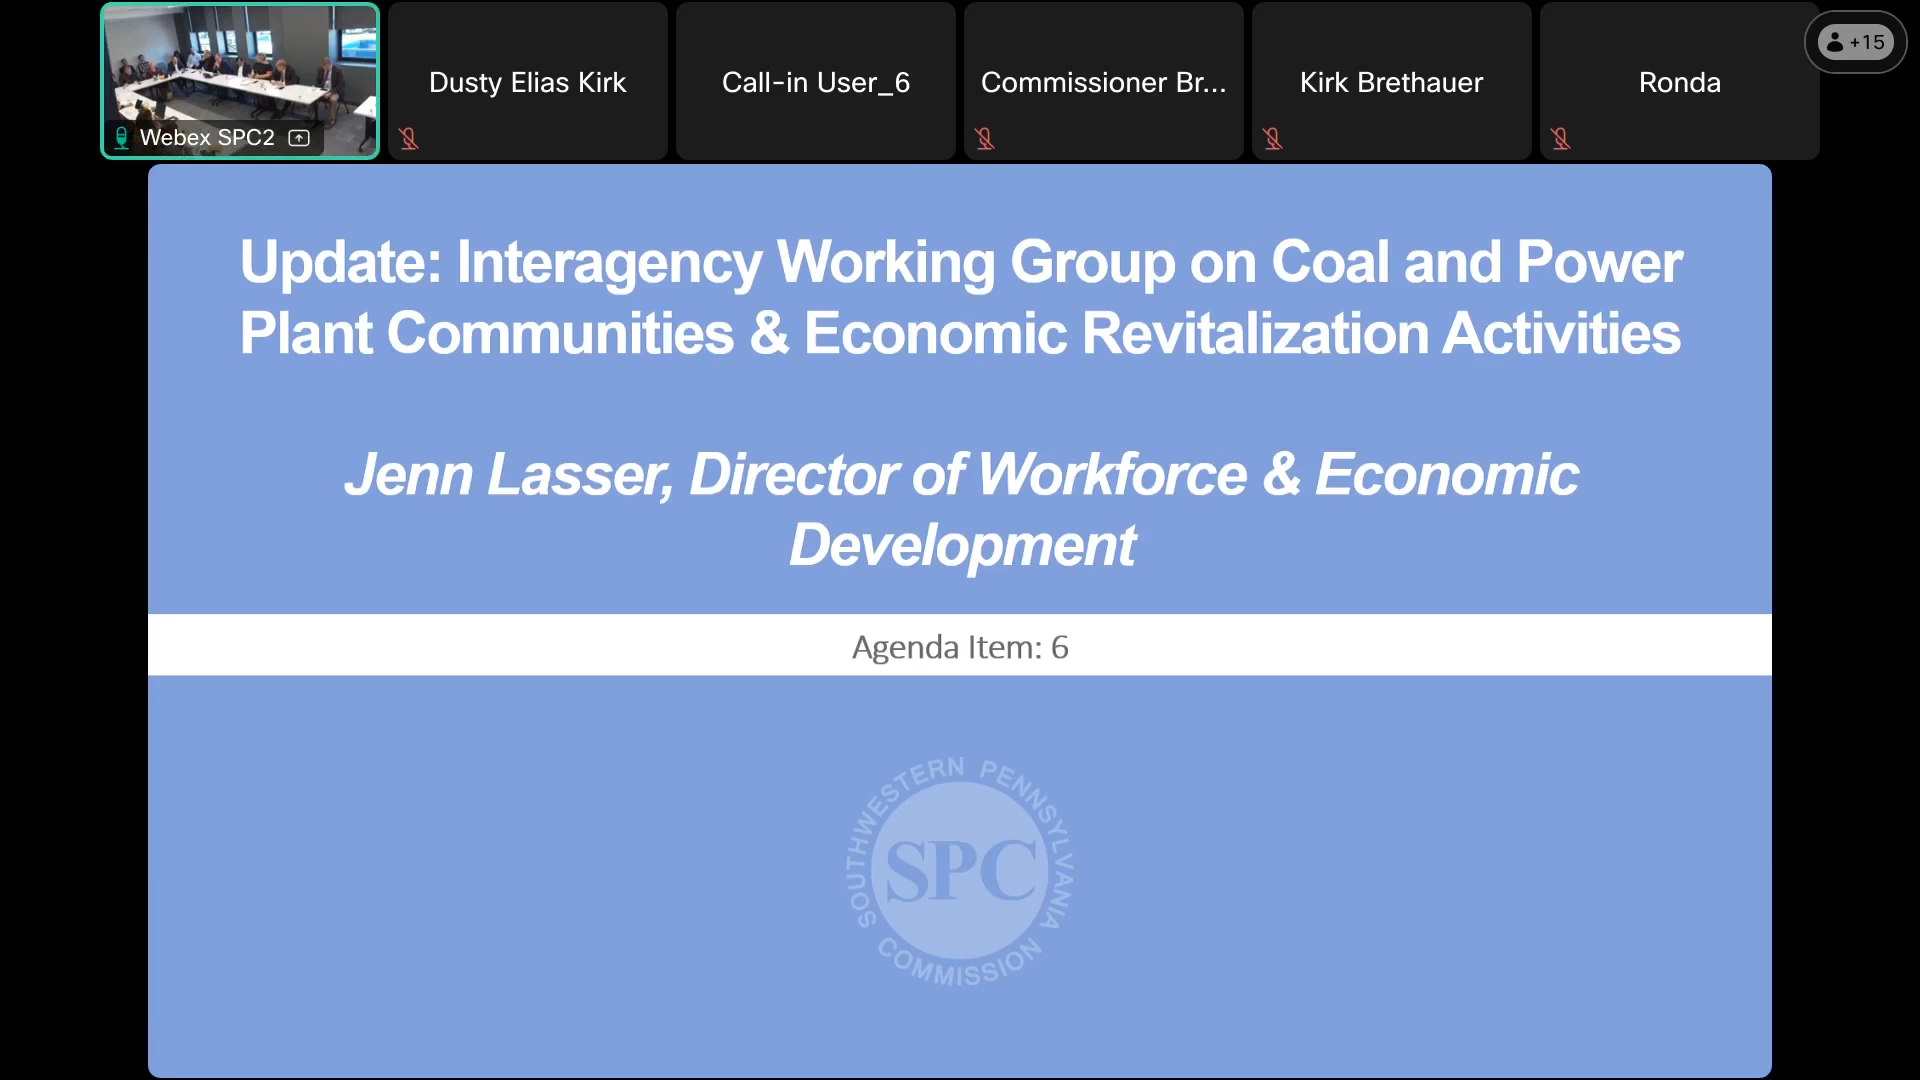 Webex SPC2
Dusty Elias Kirk
Call-in User_6
Commissioner Br...
Kirk Brethauer
Ronda
+15
Update: Interagency Working Group on Coal and Power
Plant Communities & Economic Revitalization Activities
Jenn Lasser, Director of Workforce & Economic
Development
Agenda Item: 6
SOUTHWESTERN PENNSYLVANIA
SPC
COMMISSION